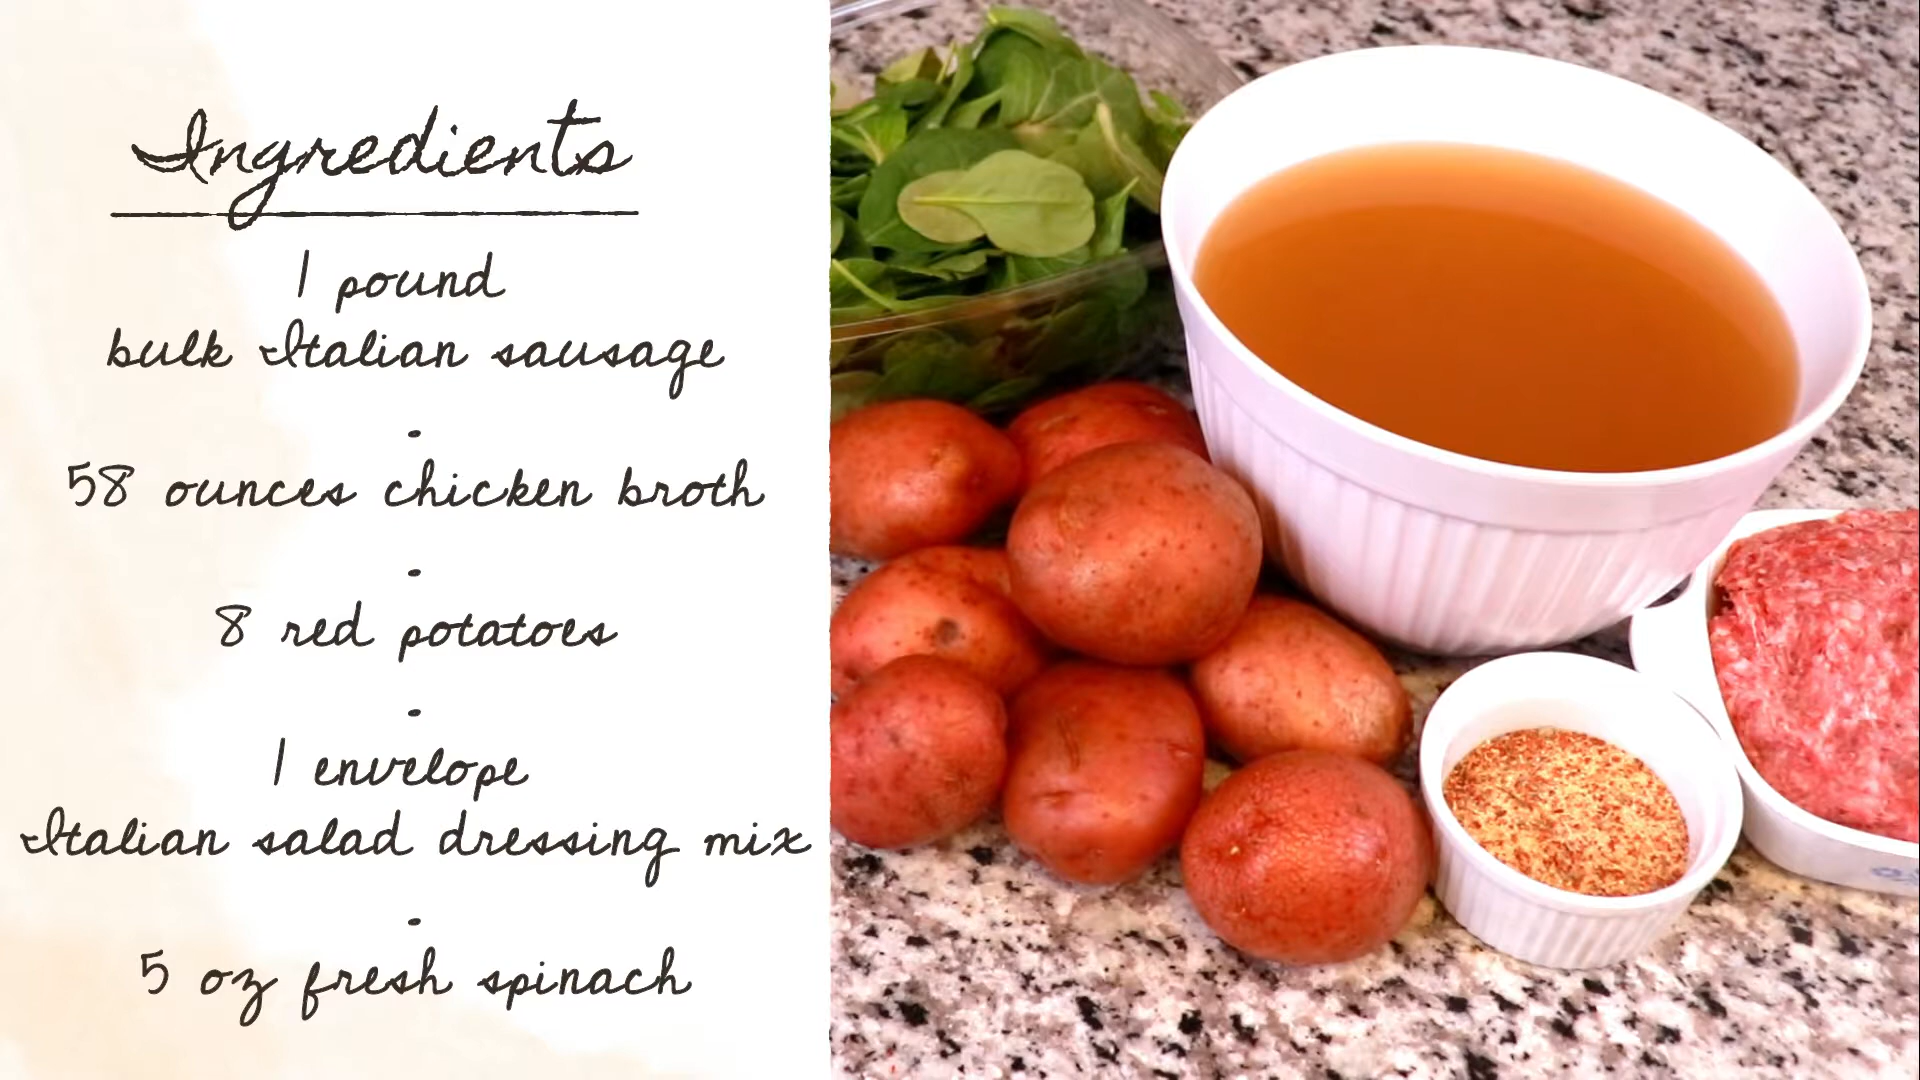 Ingredients
1 pound
bulk Italian sausage
-
58 ounces chicken broth
-
8 red potatoes
-
1 envelope
Italian salad dressing mix
-
5 oz fresh spinach